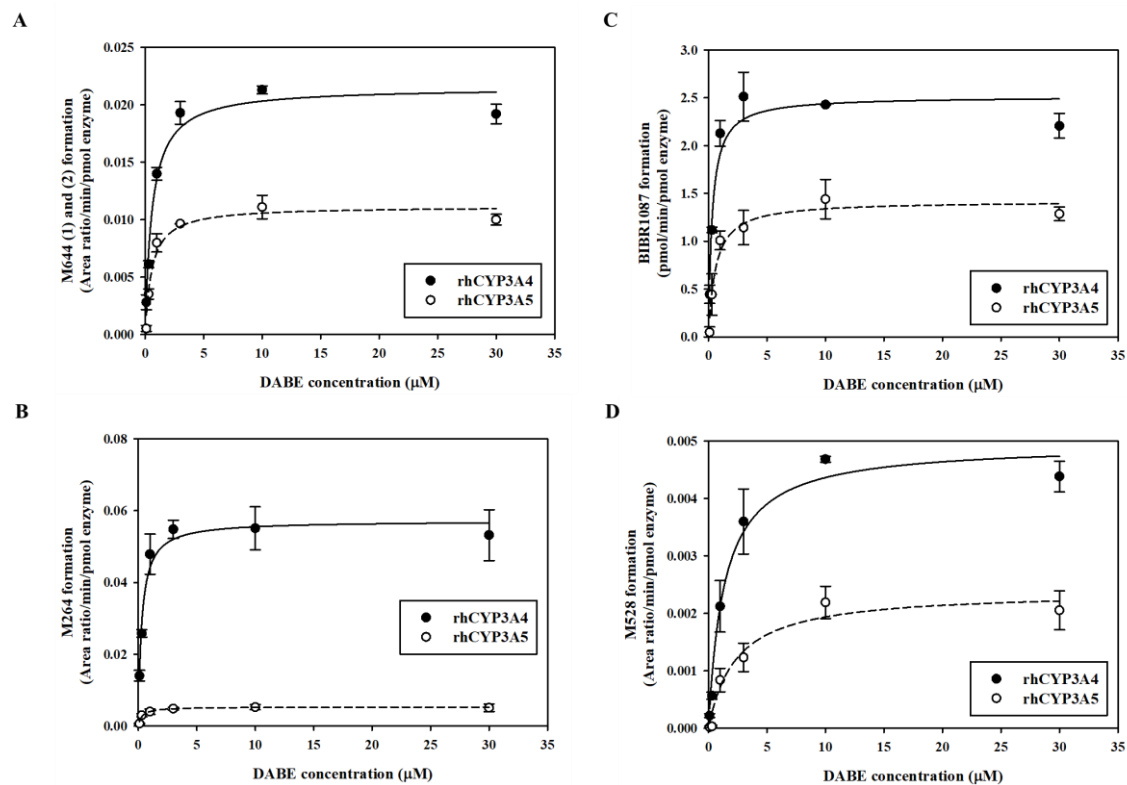 A
M644 (1) and (2) formation
(Area ratio/min/pmol enzyme)
0.025
0.020
0.015
0.010
0.005
0.000
rhCYP3A4
rhCYP3A5
0 5 10 15 20 25 30 35
DABE concentration (μM)
C
BIBR1087 formation
(pmol/min/pmol enzyme)
3.0
2.5
2.0
1.5
1.0
0.5
0.0
rhCYP3A4
rhCYP3A5
0 5 10 15 20 25 30 35
DABE concentration (μM)
B
M264 formation
(Area ratio/min/pmol enzyme)
0.08
0.06
0.04
0.02
0.00
rhCYP3A4
rhCYP3A5
0 5 10 15 20 25 30 35
DABE concentration (μM)
D
M528 formation
(Area ratio/min/pmol enzyme)
0.005
0.004
0.003
0.002
0.001
0.000
rhCYP3A4
rhCYP3A5
0 5 10 15 20 25 30 35
DABE concentration (μM)